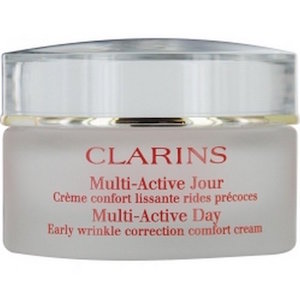 CLARINS
Multi-Active Jour
Crème confort lissante rides précoces
Multi-Active Day
Early wrinkle correction comfort cream